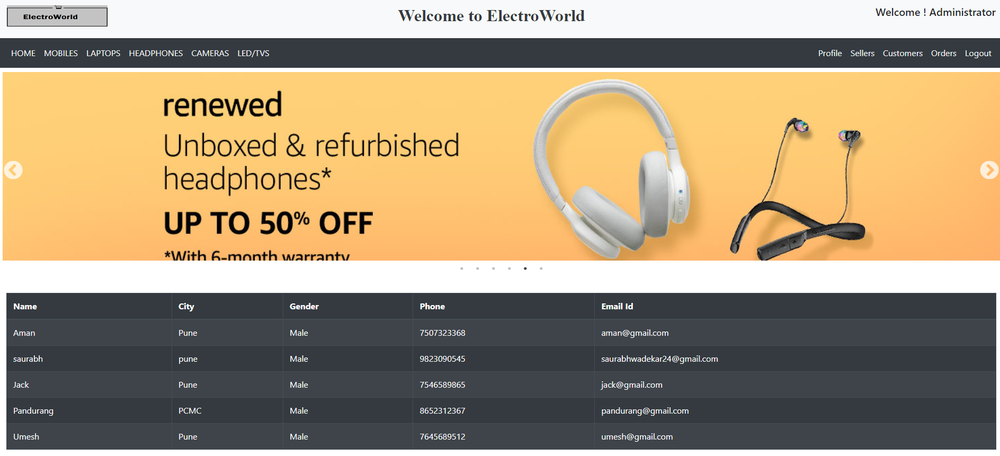 ElectroWorld
Welcome to ElectroWorld
Welcome ! Administrator
HOME MOBILES LAPTOPS HEADPHONES CAMERAS LED/TVS
Profile Sellers Customers Orders Logout
renewed
Unboxed & refurbished
headphones*
UP TO 50% OFF
*With 6-month warranty
Name City Gender Phone Email Id
Aman Pune Male 7507323368 aman@gmail.com
saurabh pune Male 9823090545 saurabhwadekar24@gmail.com
Jack Pune Male 7546589865 jack@gmail.com
Pandurang PCMC Male 8652312367 pandurang@gmail.com
Umesh Pune Male 7645689512 umesh@gmail.com